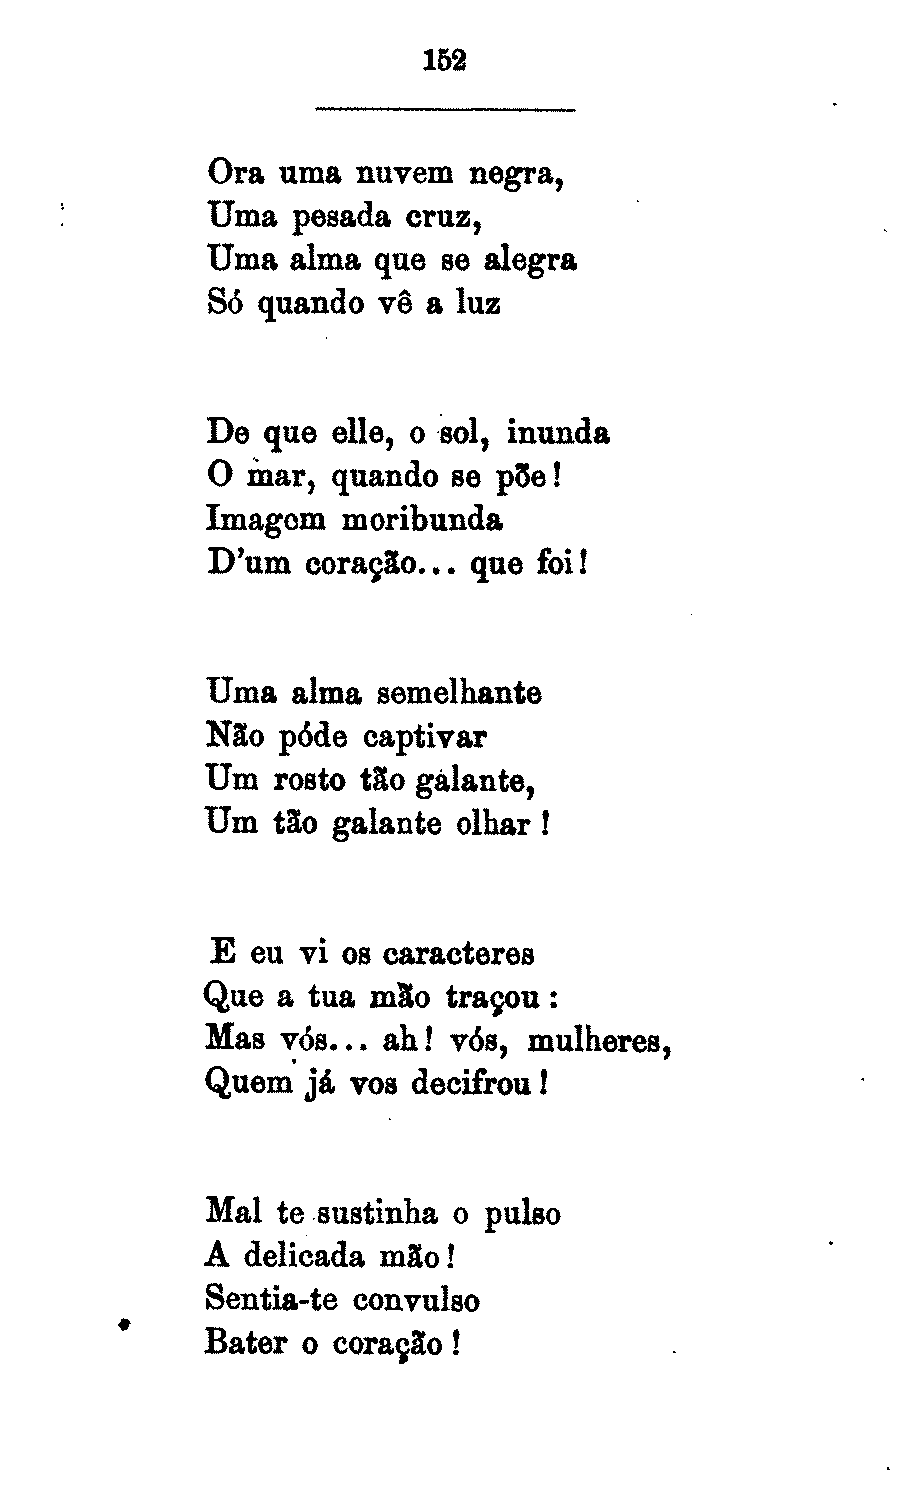 152
Ora uma nuvem negra,
Uma pesada cruz,
Uma alma que se alegra
Só quando vê a luz
De que elle, o sol, inunda
O mar, quando se põe!
Imagem moribunda
D'um coração... que foi!
Uma alma semelhante
Não póde captivar
Um rosto tão galante,
Um tão galante olhar!
E eu vi os caracteres
Que a tua mão traçou:
Mas vós... ah! vós, mulheres,
Quem já vos decifrou!
Mal te sustinha o pulso
A delicada mão!
Sentia-te convulso
Bater o coração!